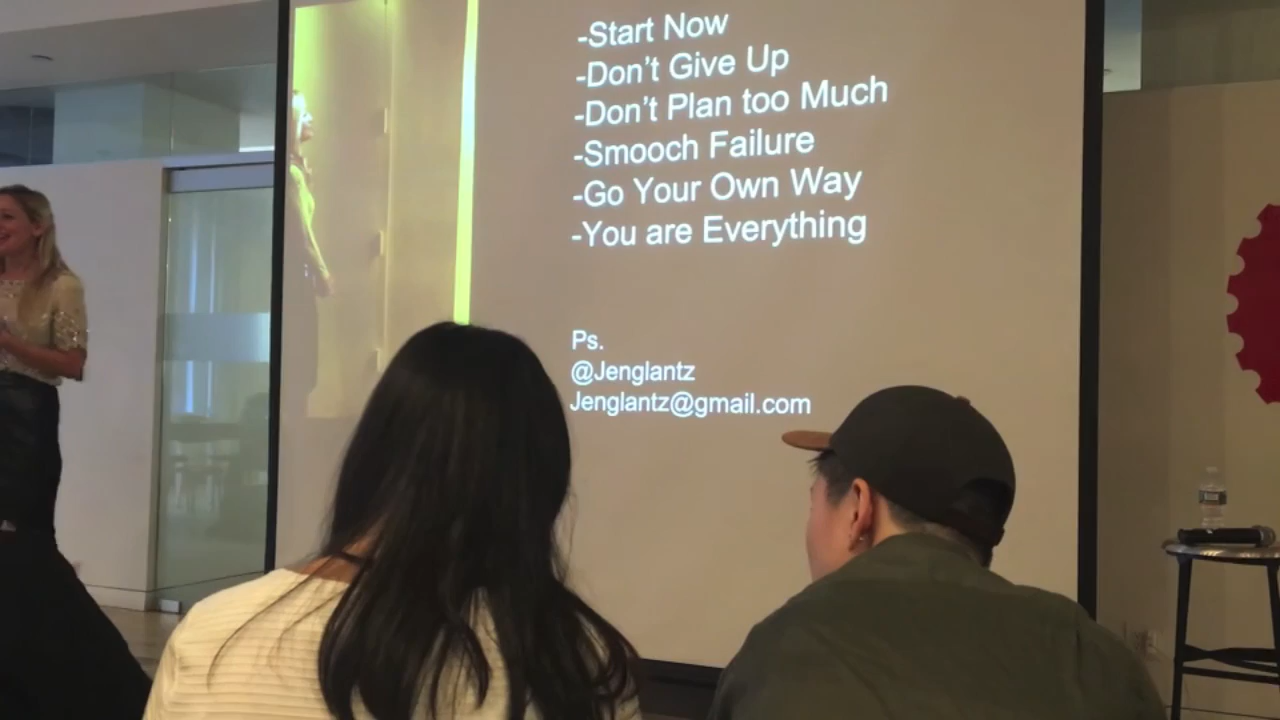 -Start Now
-Don't Give Up
-Don't Plan too Much
-Smooch Failure
-Go Your Own Way
-You are Everything
Ps.
@Jenglantz
Jenglantz@gmail.com